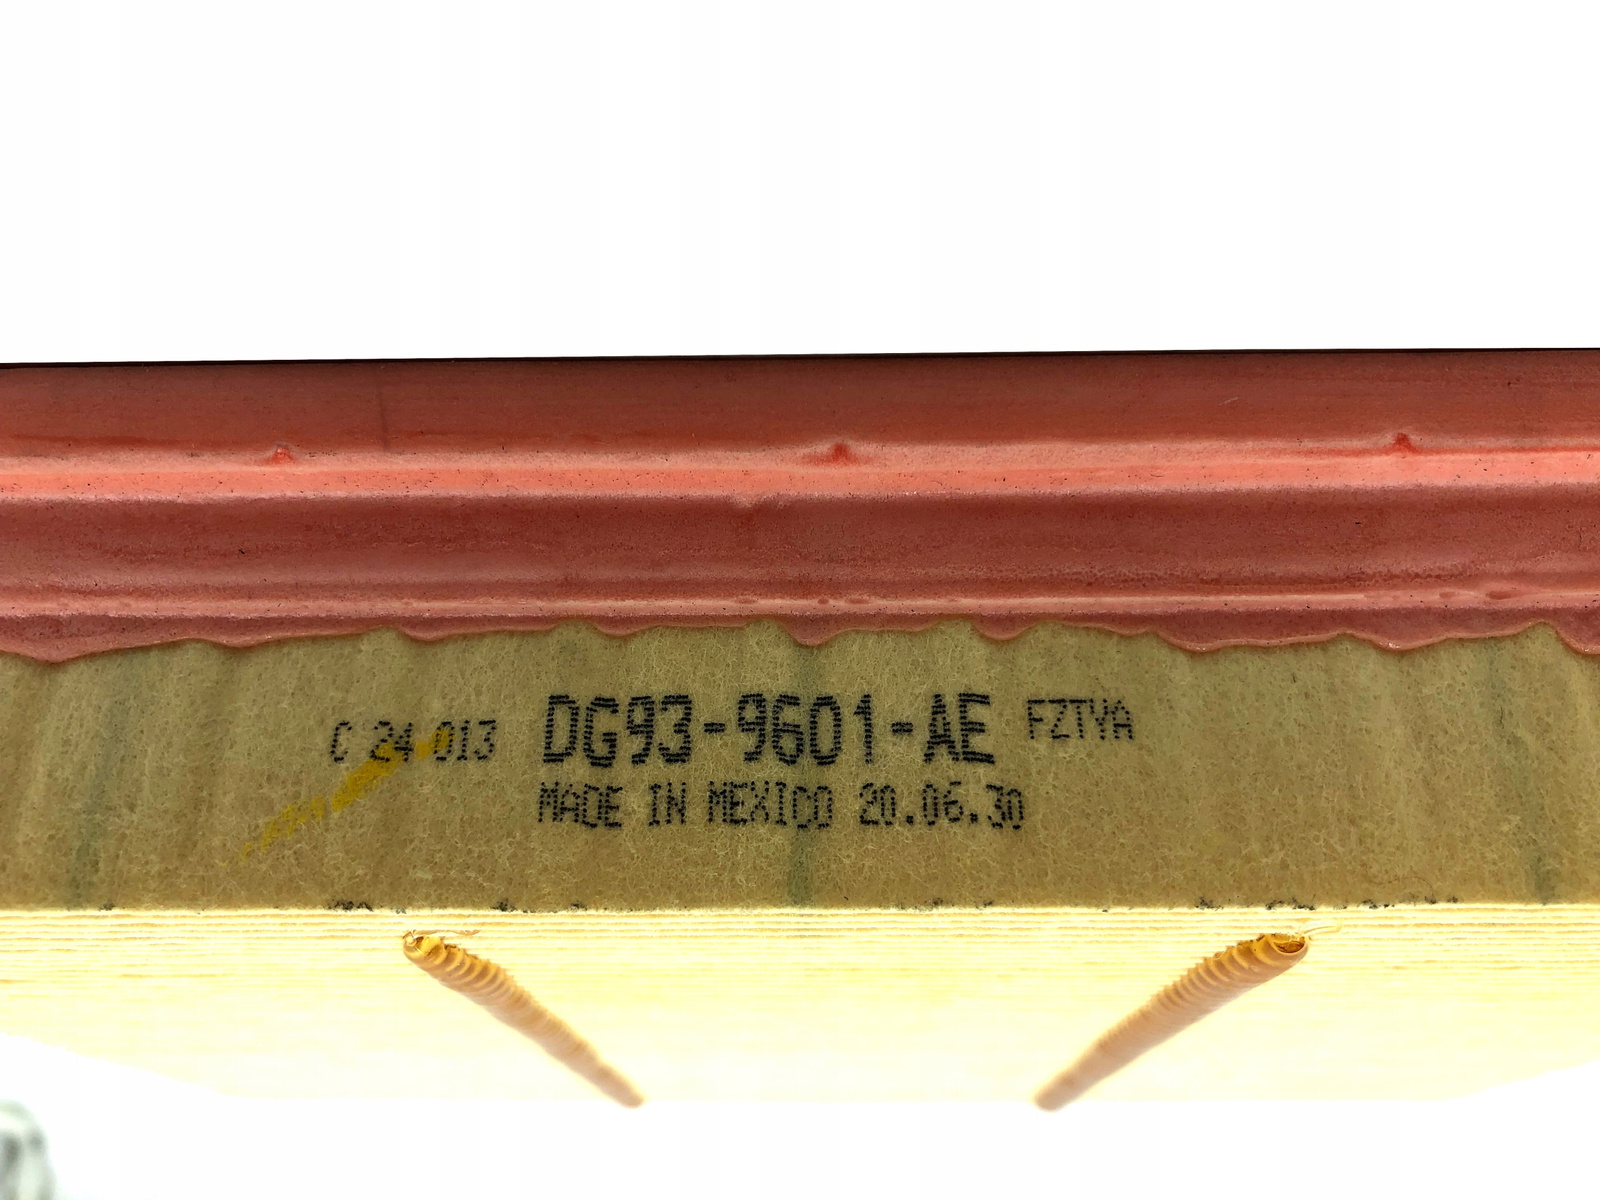 C 24 013 DG93-9601-AE FZTYA
MADE IN MEXICO 20.06.30